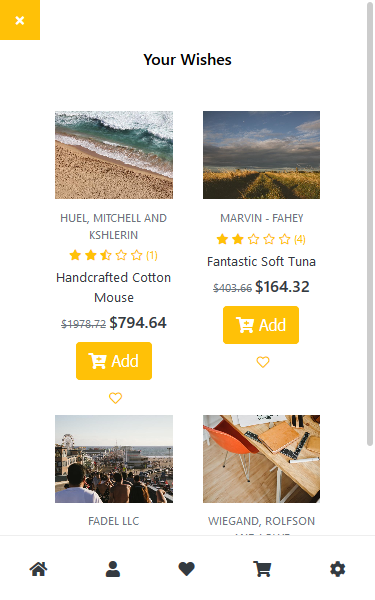 Your Wishes
HUEL, MITCHELL AND
KSHLERIN
(1)
Handcrafted Cotton
Mouse
$1978.72 $794.64
Add
MARVIN - FAHEY
(4)
Fantastic Soft Tuna
$403.66 $164.32
Add
FADEL LLC
WIEGAND, ROLFSON